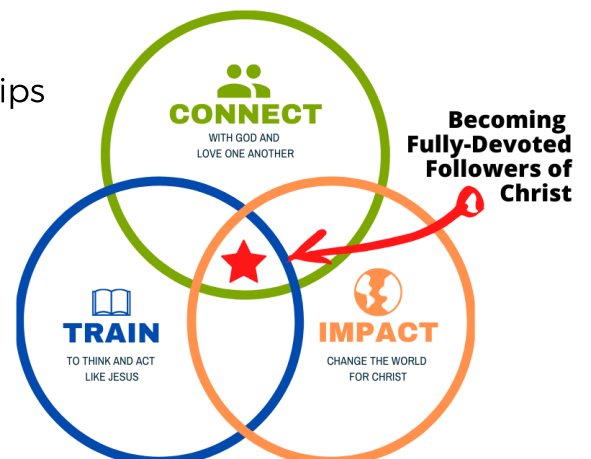 ips
CONNECT
WITH GOD AND
LOVE ONE ANOTHER
Becoming
Fully-Devoted
Followers of
Christ
TRAIN
TO THINK AND ACT
LIKE JESUS
IMPACT
CHANGE THE WORLD
FOR CHRIST